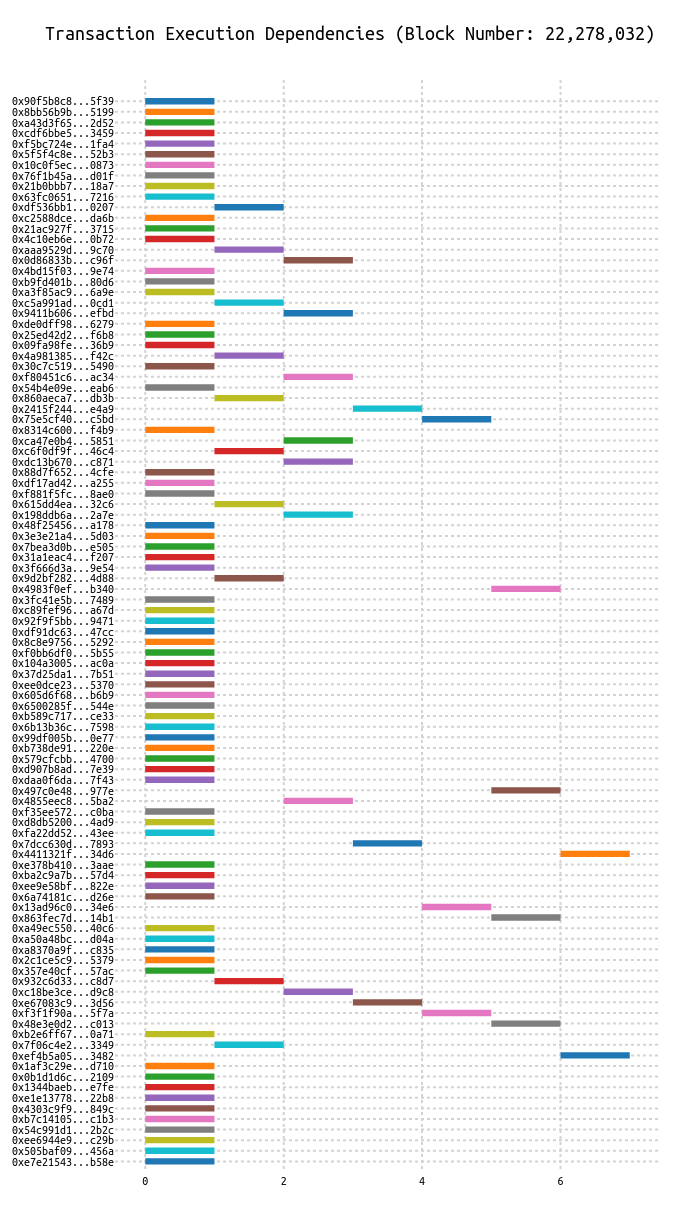 Transaction Execution Dependencies (Block Number: 22,278,032)
0x90f5b8c8...5f39
0x8bb56b9b...5199
0xa43d3f65...2d52
0xcdf6bbe5...3459
0xf5bc724e...1fa4
0x5f5f4c8e...52b3
0x10c0f5ec...0873
0x76f1b45a...d01f
0x21b0bbb7...18a7
0x63fc0651...7216
0xdf536bb1...0207
0xc2588dce...da6b
0x21ac927f...3715
0x4c10eb6e...0b72
0xaaa9529d...9c70
0x0d86833b...c96f
0x4bd15f03...9e74
0xb9fd401b...80d6
0xa3f85ac9...6a9e
0xc5a991ad...0cd1
0x9411b606...efbd
0xde0dff98...6279
0x25ed42d2...f6b8
0x09fa98fe...36b9
0x4a981385...f42c
0x30c7c519...5490
0xf80451c6...ac34
0x54b4e09e...eab6
0x860aeca7...db3b
0x2415f244...e4a9
0x75e5cf40...c5bd
0x8314c600...f4b9
0xca47e0b4...5851
0xc6f0df9f...46c4
0xdc13b670...c871
0x88d7f652...4cfe
0xdf17ad42...a255
0xf881f5fc...8ae0
0x615dd4ea...32c6
0x198ddb6a...2a7e
0x48f25456...a178
0x3e3e21a4...5d03
0x7bea3d0b...e505
0x31a1eac4...f207
0x3f666d3a...9e54
0x9d2bf282...4d88
0x4983f0ef...b340
0x3fc41e5b...7489
0xc89fef96...a67d
0x92f9f5bb...9471
0xdf91dc63...47cc
0x8c8e9756...5292
0xf0bb6df0...5b55
0x104a3005...ac0a
0x37d25da1...7b51
0xee0dce23...5370
0x605d6f68...b6b9
0x6500285f...544e
0xb589c717...ce33
0x6b13b36c...7598
0x99df005b...0e77
0xb738de91...220e
0x579cfcbb...4700
0xd907b8ad...7e39
0xdaa0f6da...7f43
0x497c0e48...977e
0x4855eec8...5ba2
0xf35ee572...c0ba
0xd8db5200...4ad9
0xfa22dd52...43ee
0x7dcc630d...7893
0x4411321f...34d6
0xe378b410...3aae
0xba2c9a7b...57d4
0xee9e58bf...822e
0x6a74181c...d26e
0x13ad96c0...34e6
0x863fec7d...14b1
0xa49ec550...40c6
0xa50a48bc...d04a
0xa8370a9f...c835
0x2c1ce5c9...5379
0x357e40cf...57ac
0x932c6d33...c8d7
0xc18be3ce...d9c8
0xe67083c9...3d56
0xf3f1f90a...5f7a
0x48e3e0d2...c013
0xb2e6ff67...0a71
0x7f06c4e2...3349
0xef4b5a05...3482
0x1af3c29e...d710
0x0b1d1d6c...2109
0x1344baeb...e7fe
0xe1e13778...22b8
0x4303c9f9...849c
0xb7c14105...c1b3
0x54c991d1...2b2c
0xee6944e9...c29b
0x505baf09...456a
0xe7e21543...b58e
0 2 4 6